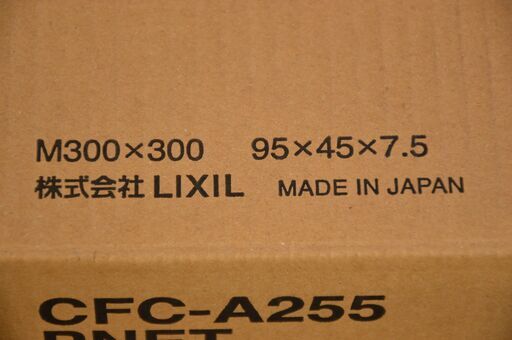 M300×300 95×45×7.5
株式会社 LIXIL MADE IN JAPAN
CFC-A255